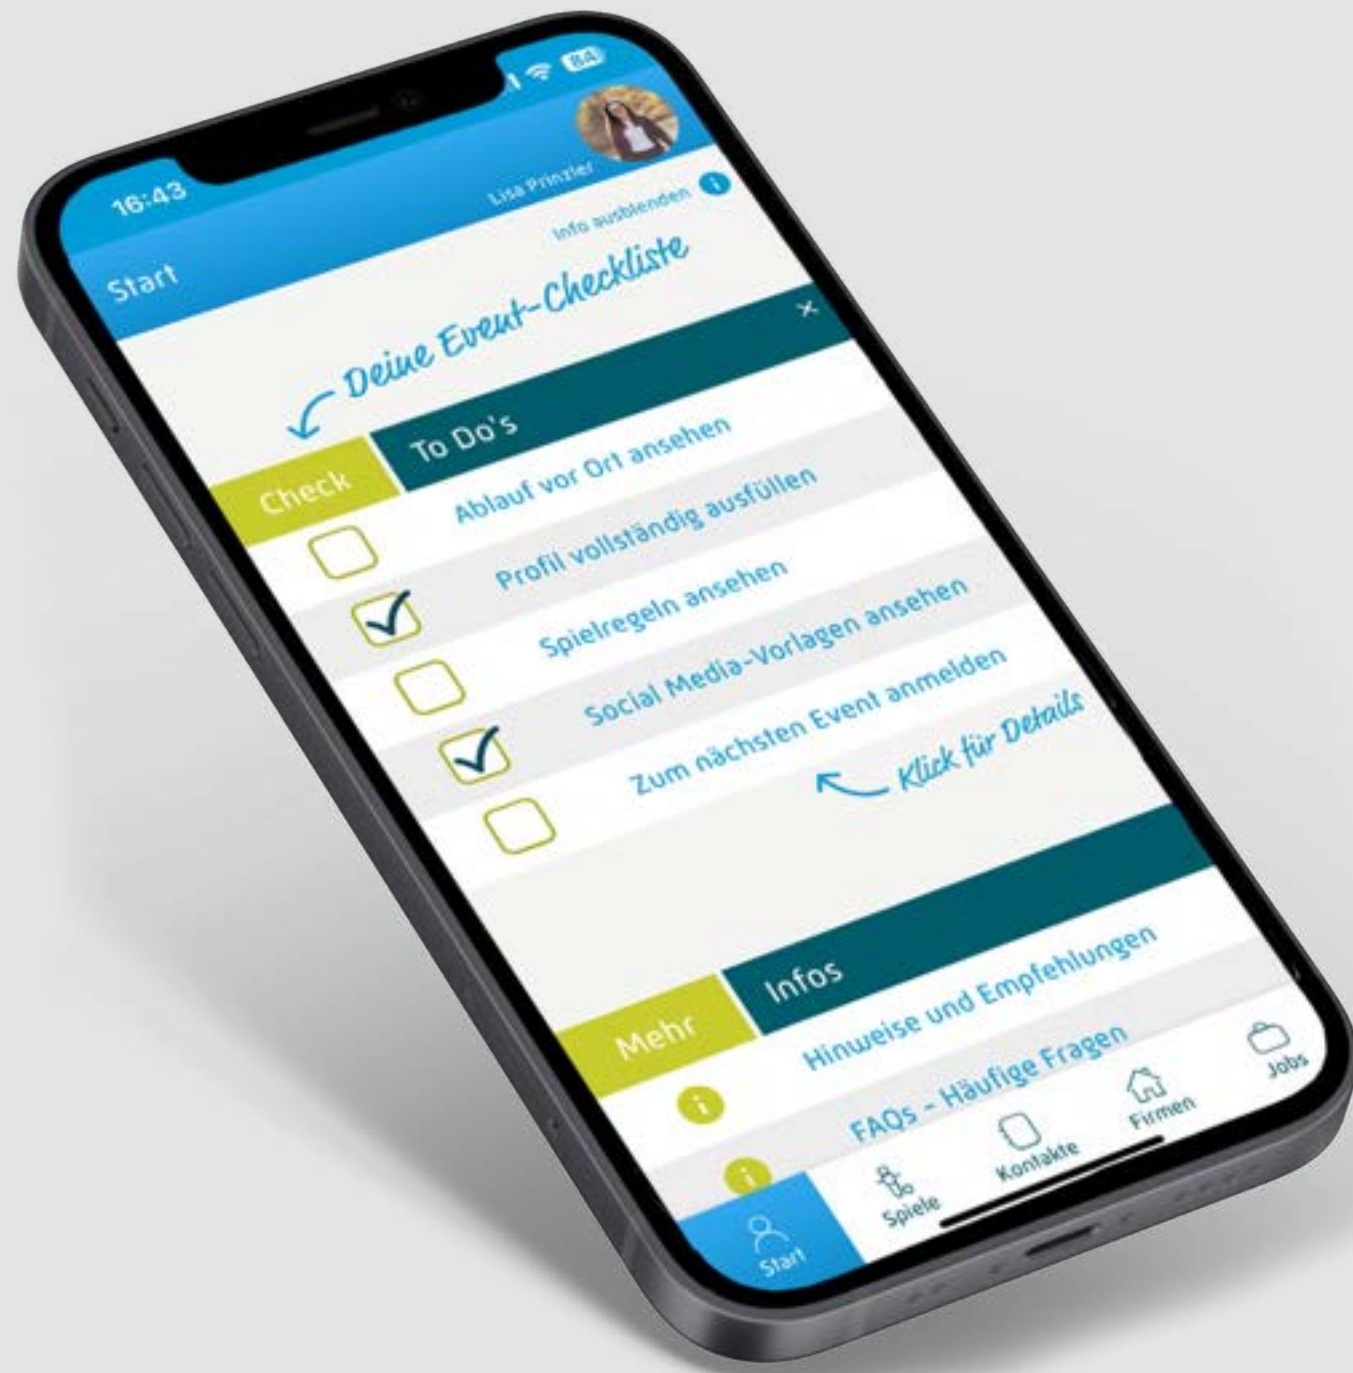 16:43
84
Start
Lisa Prinzler
Info ausblenden
Deine Event-Checkliste
Check
To Do's
Ablauf vor Ort ansehen
Profil vollständig ausfüllen
Spielregeln ansehen
Social Media-Vorlagen ansehen
Zum nächsten Event anmelden
Klick für Details
Mehr
Infos
Hinweise und Empfehlungen
FAQs - Häufige Fragen
Start
Spiele
Kontakte
Firmen
Jobs